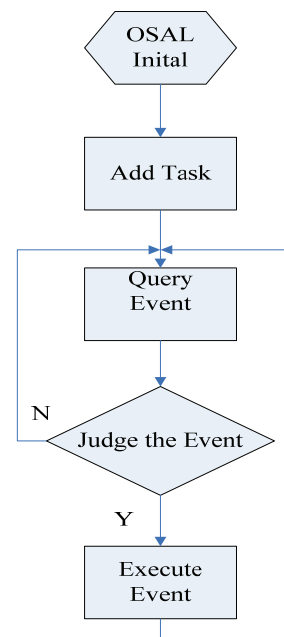 OSAL
Inital
Add Task
Query
Event
Judge the Event
N
Y
Execute
Event